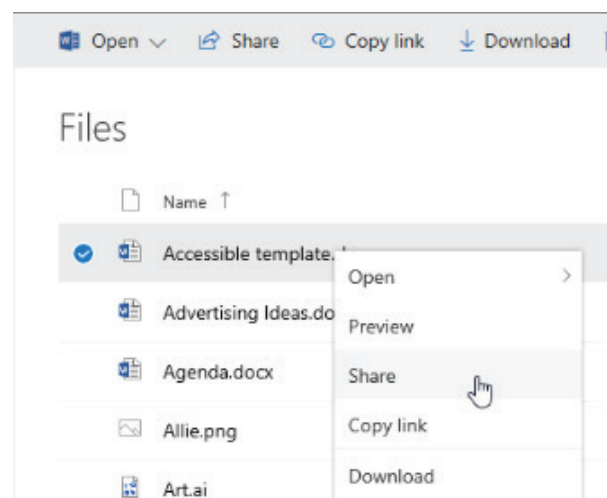 Open Share Copy link Download
Files
Name
Accessible template.
Open
Advertising Ideas.do
Preview
Agenda.docx
Share
Allie.png
Copy link
Download
Art.ai